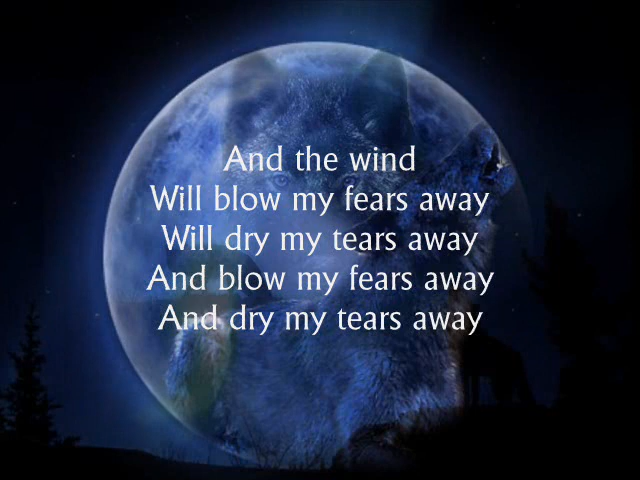 And the wind
Will blow my fears away
Will dry my tears away
And blow my fears away
And dry my tears away